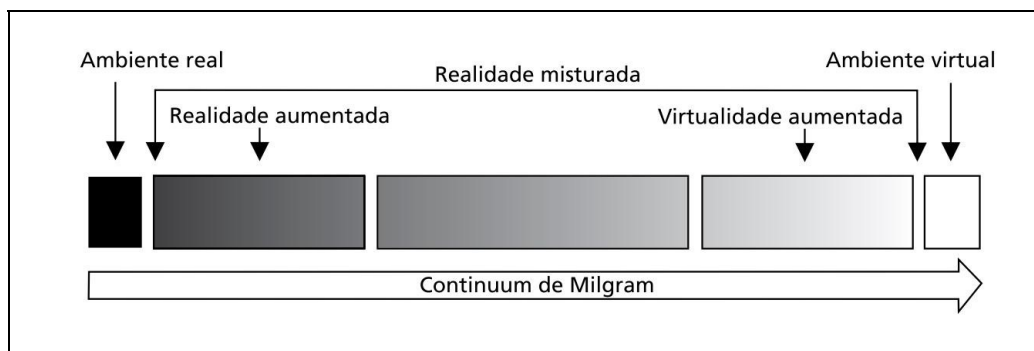 Ambiente real
Ambiente virtual
Realidade misturada
Realidade aumentada
Virtualidade aumentada
Continuum de Milgram